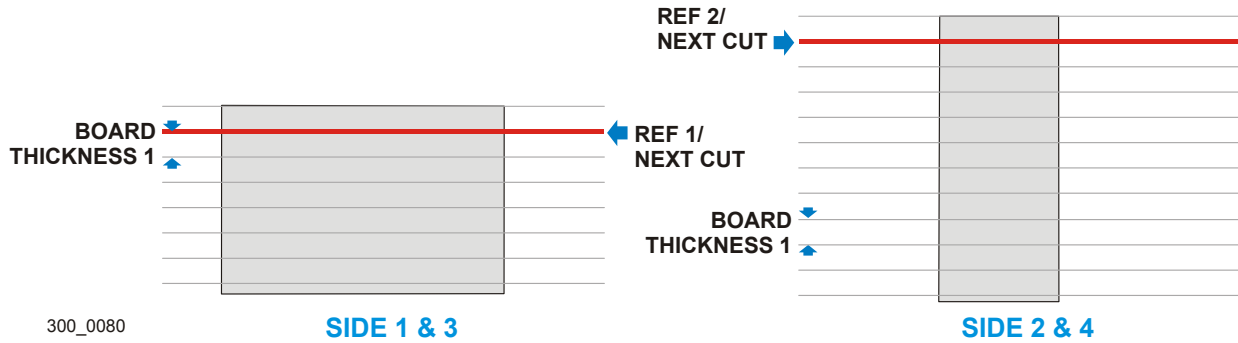 BOARD
THICKNESS 1
REF 1/
NEXT CUT
300_0080
SIDE 1 & 3
REF 2/
NEXT CUT
BOARD
THICKNESS 1
SIDE 2 & 4